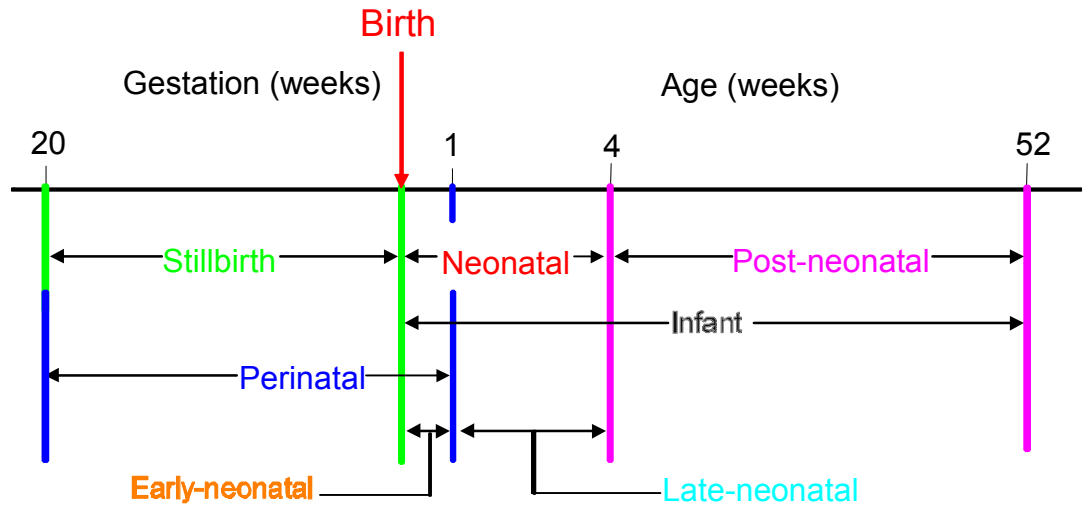 Birth
Gestation (weeks)
Age (weeks)
20
1
4
52
Stillbirth
Neonatal
Post-neonatal
Infant
Perinatal
Early-neonatal
Late-neonatal